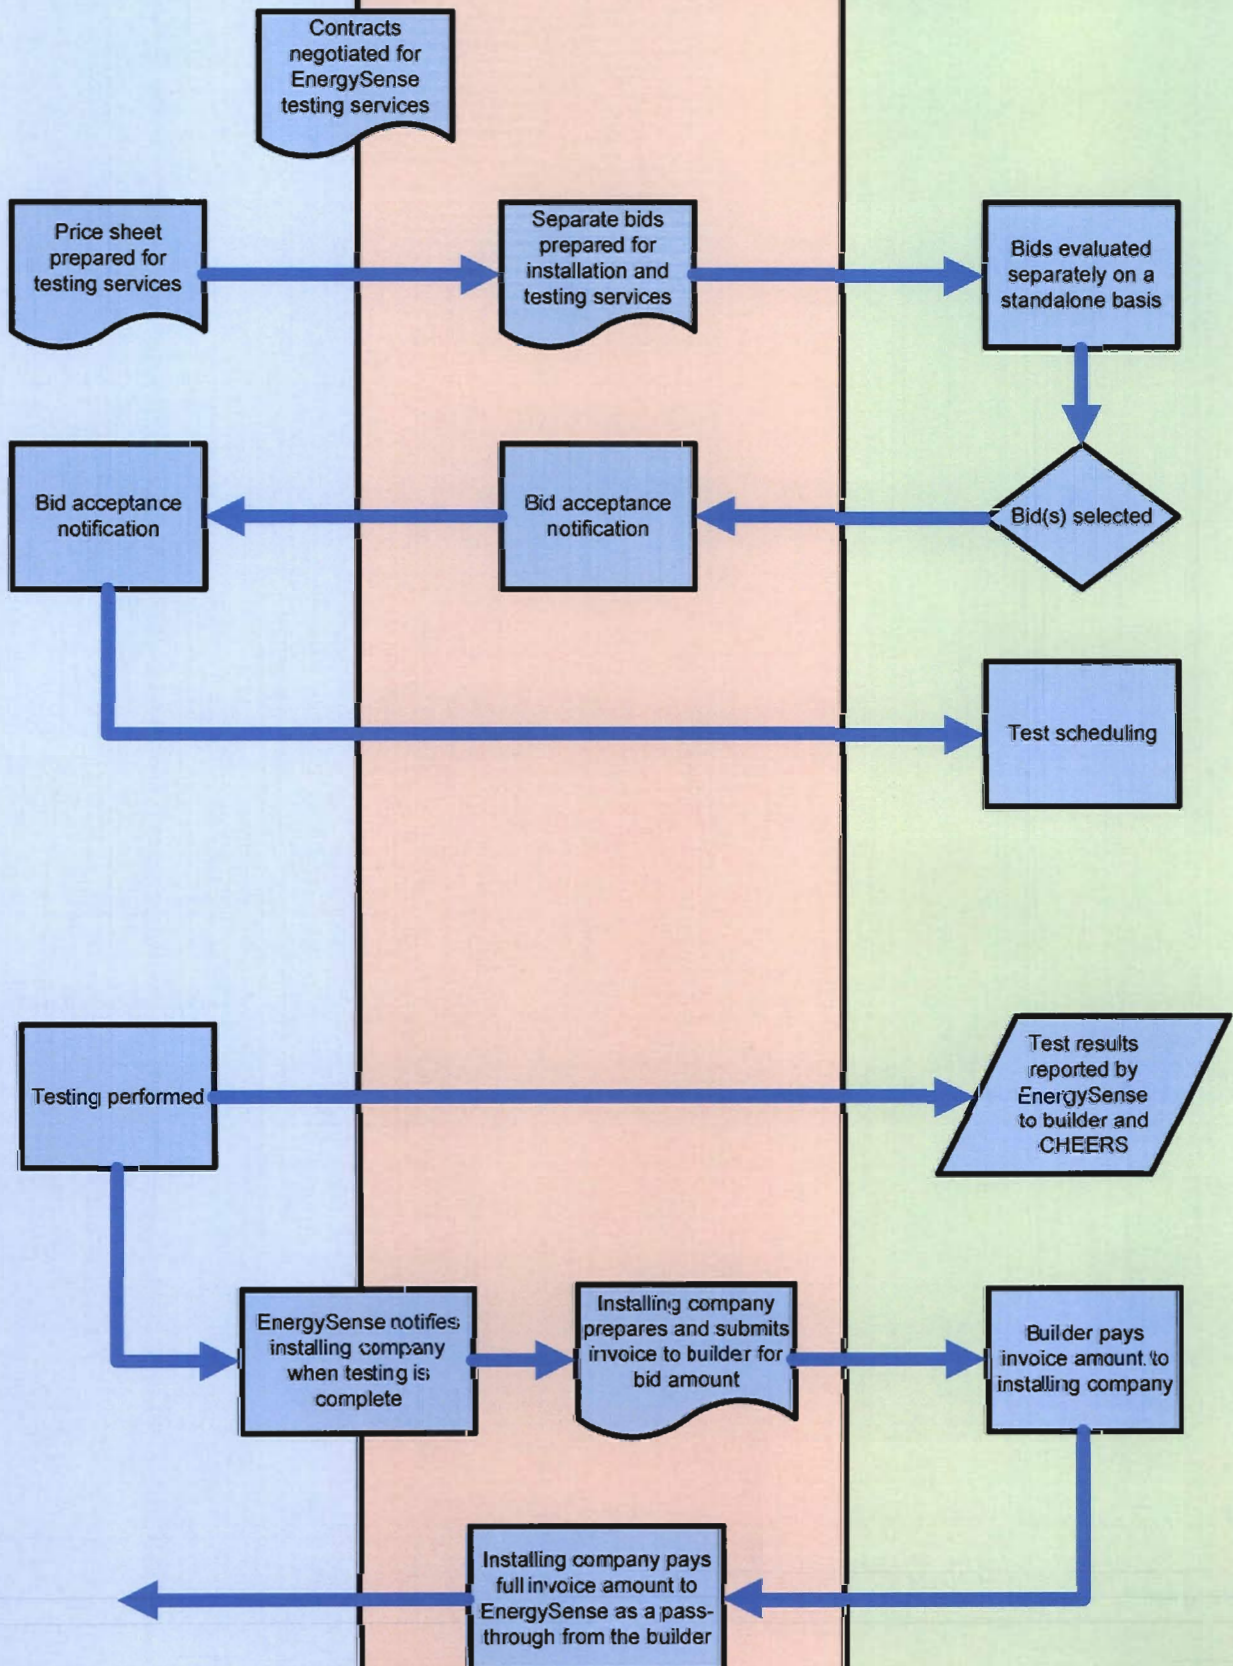 Contracts
negotiated for
EnergySense
testing services
Price sheet
prepared for
testing services
Separate bids
prepared for
installation and
testing services
Bids evaluated
separately on a
standalone basis
Bid acceptance
notification
Bid acceptance
notification
Bid(s) selected
Test scheduling
Testing performed
Test results
reported by
EnergySense
to builder and
CHEERS
EnergySense notifies
installing company
when testing is
complete
Installing company
prepares and submits
invoice to builder for
bid amount
Builder pays
invoice amount to
installing company
Installing company pays
full invoice amount to
EnergySense as a pass-
through from the builder